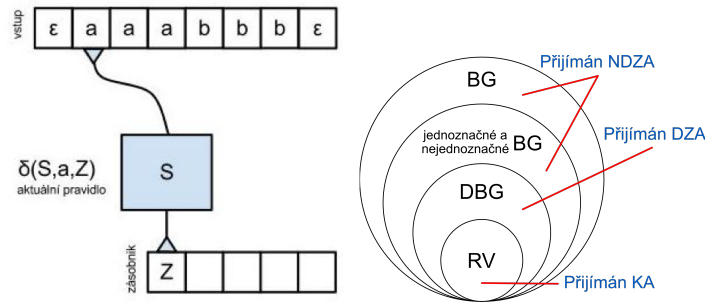 vstup
ε a a a b b b ε
δ(S,a,Z)
aktuální pravidlo
S
zásobník
Z
BG
Přijímán NDZA
jednoznačné a
nejednoznačné BG
Přijímán DZA
DBG
RV
Přijímán KA